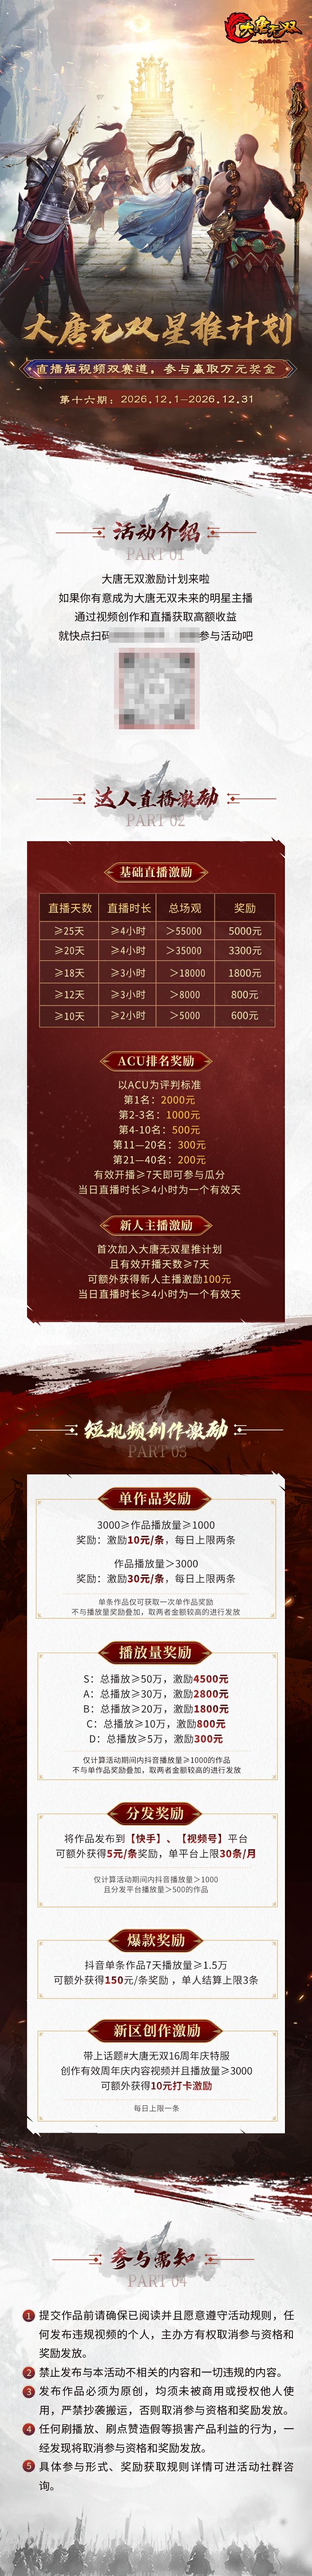 大唐无双
大唐无双星推计划
直播短视频双赛道，参与赢取万元奖金
第十六期：2026.12.1-2026.12.31
活动介绍
PART 01
大唐无双激励计划来啦
如果你有意成为大唐无双未来的明星主播
通过视频创作和直播获取高额收益
就快点扫码 参与活动吧
达人直播激励
PART 02
基础直播激励
直播天数 直播时长 总场观 奖励
≥25天 ≥4小时 ＞55000 5000元
≥20天 ≥4小时 ＞35000 3300元
≥18天 ≥3小时 ＞18000 1800元
≥12天 ≥3小时 ＞8000 800元
≥10天 ≥2小时 ＞5000 600元
ACU排名奖励
以ACU为评判标准
第1名：2000元
第2-3名：1000元
第4-10名：500元
第11—20名：300元
第21—40名：200元
有效开播≥7天即可参与瓜分
当日直播时长≥4小时为一个有效天
新人主播激励
首次加入大唐无双星推计划
且有效开播天数≥7天
可额外获得新人主播激励100元
当日直播时长≥4小时为一个有效天
短视频创作激励
PART 03
单作品奖励
3000≥作品播放量≥1000
奖励：激励10元/条，每日上限两条
作品播放量>3000
奖励：激励30元/条，每日上限两条
单条作品仅可获取一次单作品奖励
不与播放量奖励叠加，取两者金额较高的进行发放
播放量奖励
S：总播放≥50万，激励4500元
A：总播放≥30万，激励2800元
B：总播放≥20万，激励1800元
C：总播放≥10万，激励800元
D：总播放≥5万，激励300元
仅计算活动期间内抖音播放量≥1000的作品
不与单作品奖励叠加，取两者金额较高的进行发放
分发奖励
将作品发布到【快手】、【视频号】平台
可额外获得5元/条奖励，单平台上限30条/月
仅计算活动期间内抖音播放量>1000
且分发平台播放量>500的作品
爆款奖励
抖音单条作品7天播放量≥1.5万
可额外获得150元/条奖励 ，单人结算上限3条
新区创作激励
带上话题#大唐无双16周年庆特服
创作有效周年庆内容视频并且播放量≥3000
可额外获得10元打卡激励
每日上限一条
参与需知
PART 04
1 提交作品前请确保已阅读并且愿意遵守活动规则，任
何发布违规视频的个人，主办方有权取消参与资格和
奖励发放。
2 禁止发布与本活动不相关的内容和一切违规的内容。
3 发布作品必须为原创，均须未被商用或授权他人使
用，严禁抄袭搬运，否则取消参与资格和奖励发放。
4 任何刷播放、刷点赞造假等损害产品利益的行为，一
经发现将取消参与资格和奖励发放。
5 具体参与形式、奖励获取规则详情可进活动社群咨
询。